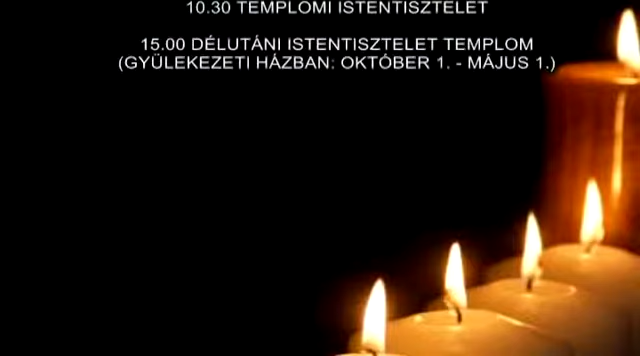 10.30 TEMPLOMI ISTENTISZTELET
15.00 DÉLUTÁNI ISTENTISZTELET TEMPLOM
(GYÜLEKEZETI HÁZBAN: OKTÓBER 1. - MÁJUS 1.)